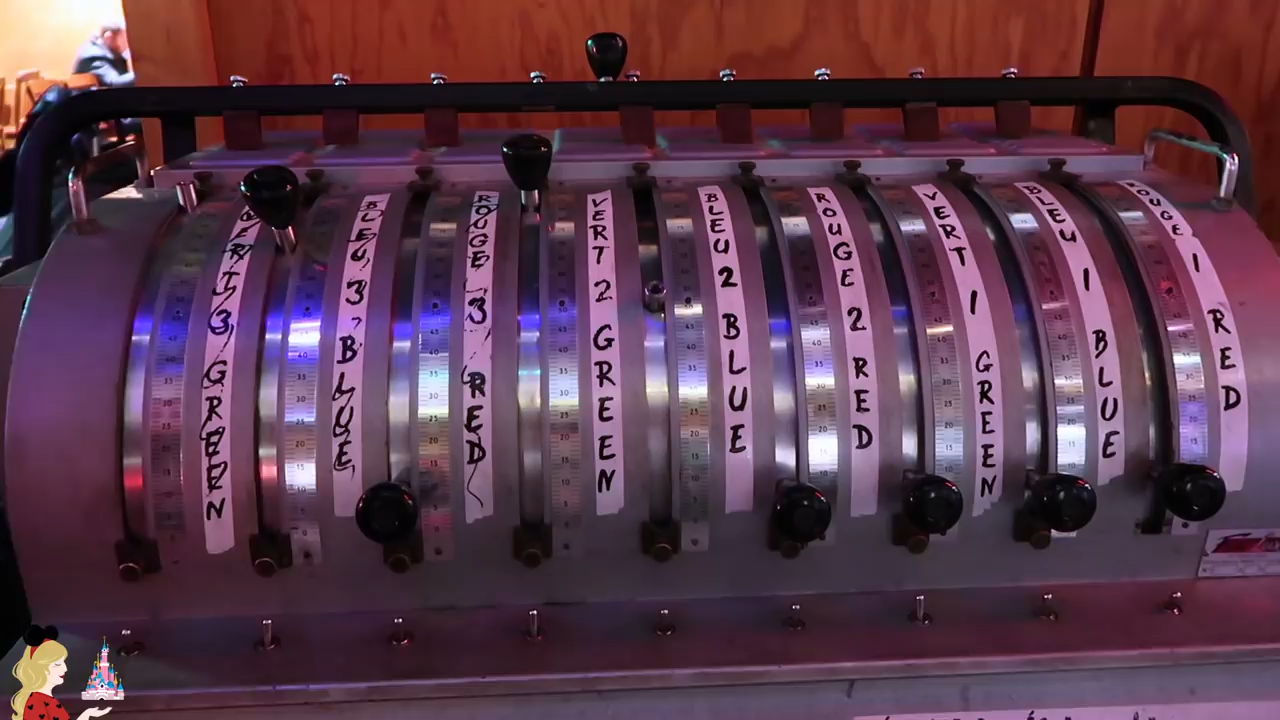 VERT 3 GREEN
BLEU 3 BLUE
ROUGE 3 RED
VERT 2 GREEN
BLEU 2 BLUE
ROUGE 2 RED
VERT 1 GREEN
BLEU 1 BLUE
ROUGE 1 RED